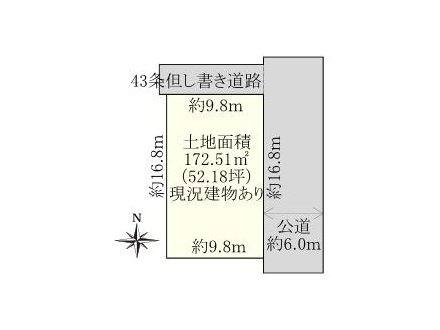 43条但し書き道路
約9.8m
土地面積
172.51㎡
(52.18坪)
現況建物あり
約16.8m
約16.8m
公道
約6.0m
約9.8m
N